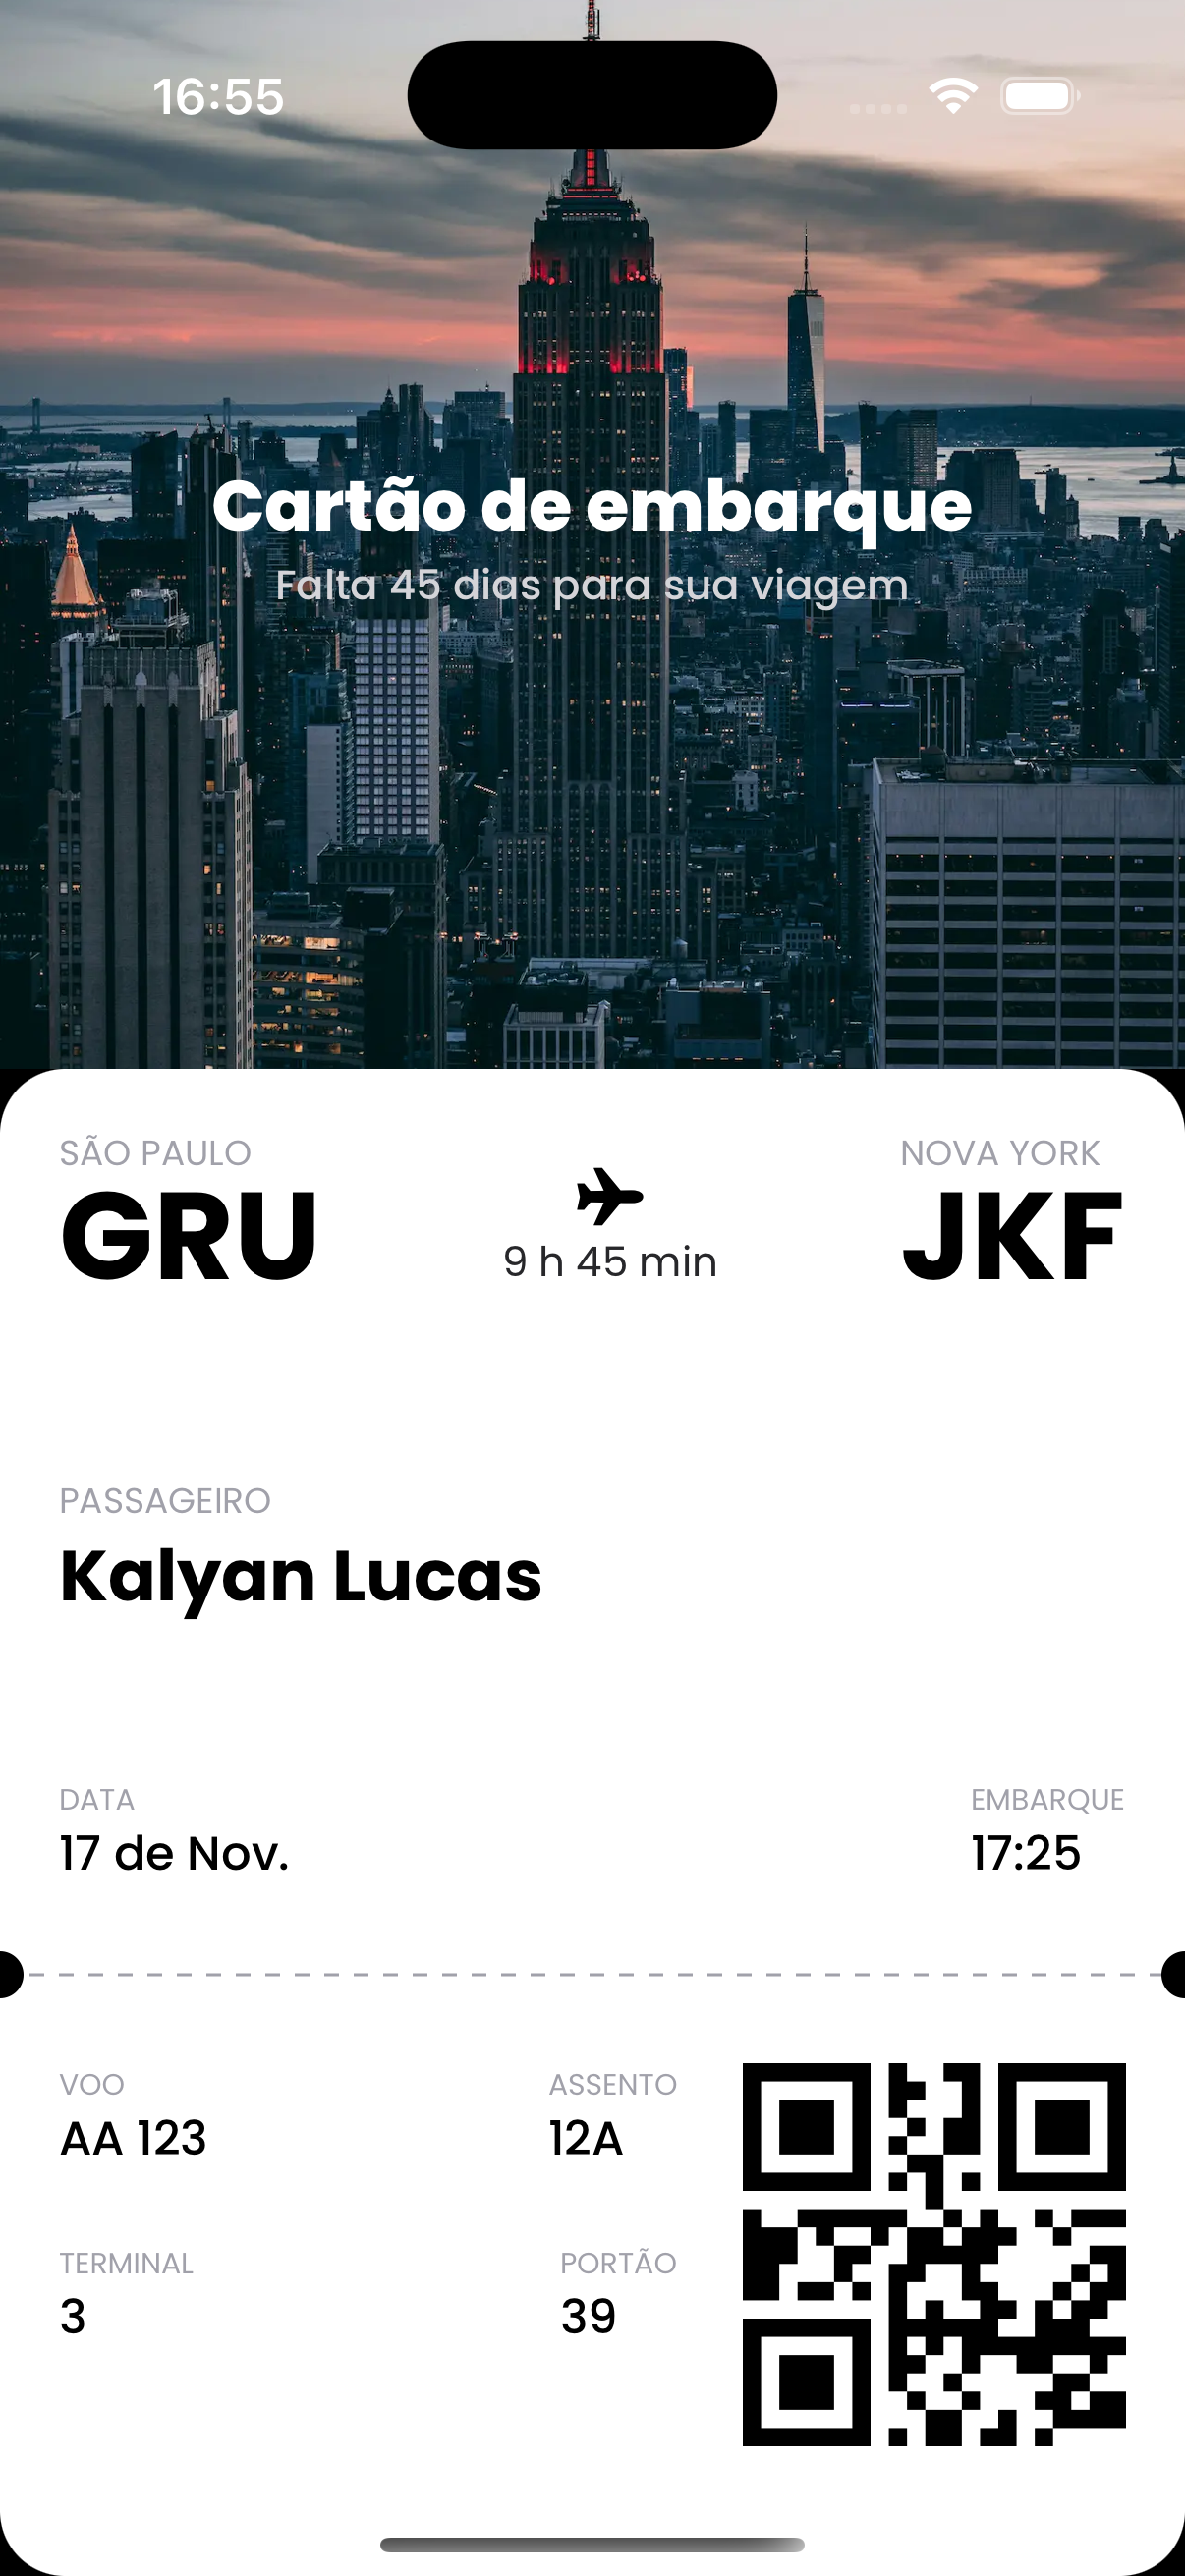 16:55
Cartão de embarque
Falta 45 dias para sua viagem
SÃO PAULO
GRU
9 h 45 min
NOVA YORK
JKF
PASSAGEIRO
Kalyan Lucas
DATA
17 de Nov.
EMBARQUE
17:25
VOO
AA 123
ASSENTO
12A
TERMINAL
3
PORTÃO
39